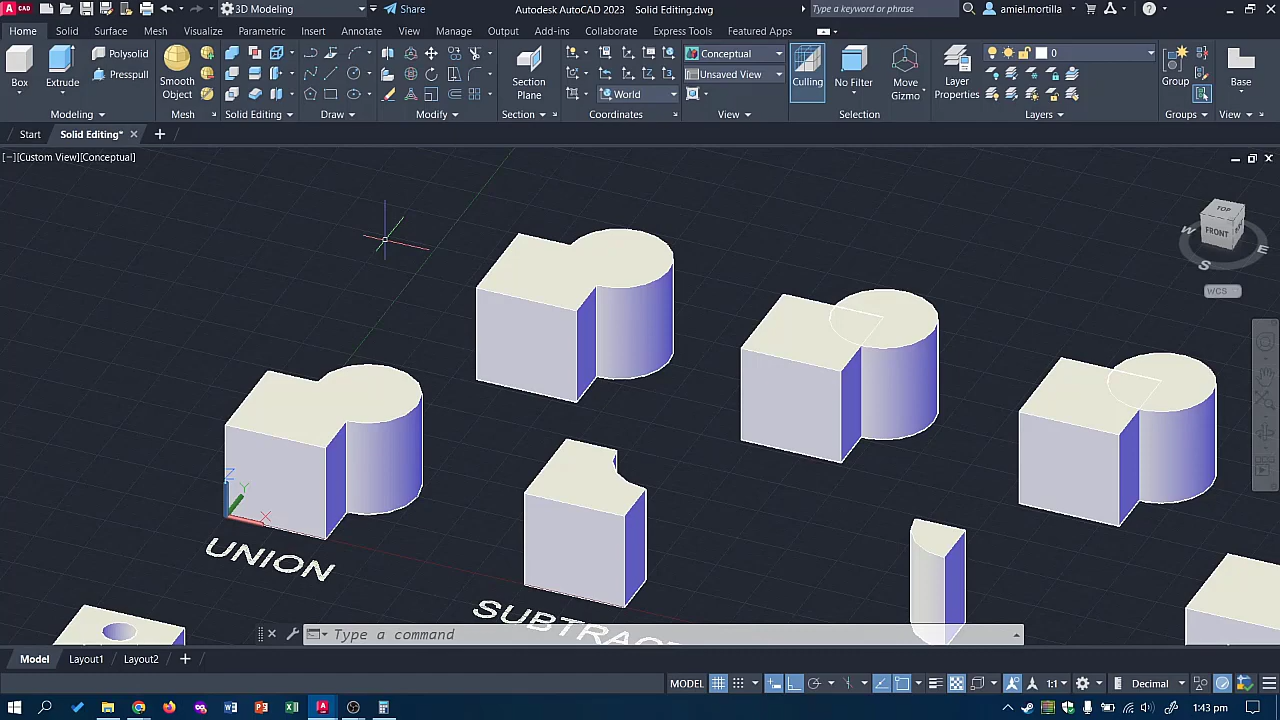 A CAD
3D Modeling
Share
Autodesk AutoCAD 2023 Solid Editing.dwg
Type a keyword or phrase
amiel.mortilla
Home Solid Surface Mesh Visualize Parametric Insert Annotate View Manage Output Add-ins Collaborate Express Tools Featured Apps
Box
Extrude
Polysolid
Presspull
Smooth Object
Section Plane
World
Conceptual
Unsaved View
Culling
No Filter
Move Gizmo
Layer Properties
0
Group
Base
Modeling Mesh Solid Editing Draw Modify Section Coordinates View Selection Layers Groups View
Start Solid Editing*
[−][Custom View][Conceptual]
TOP
FRONT
W
E
S
WCS
Z
Y
X
UNION
SUBTRACT
Type a command
Model Layout1 Layout2
MODEL 1:1 Decimal
1:43 pm